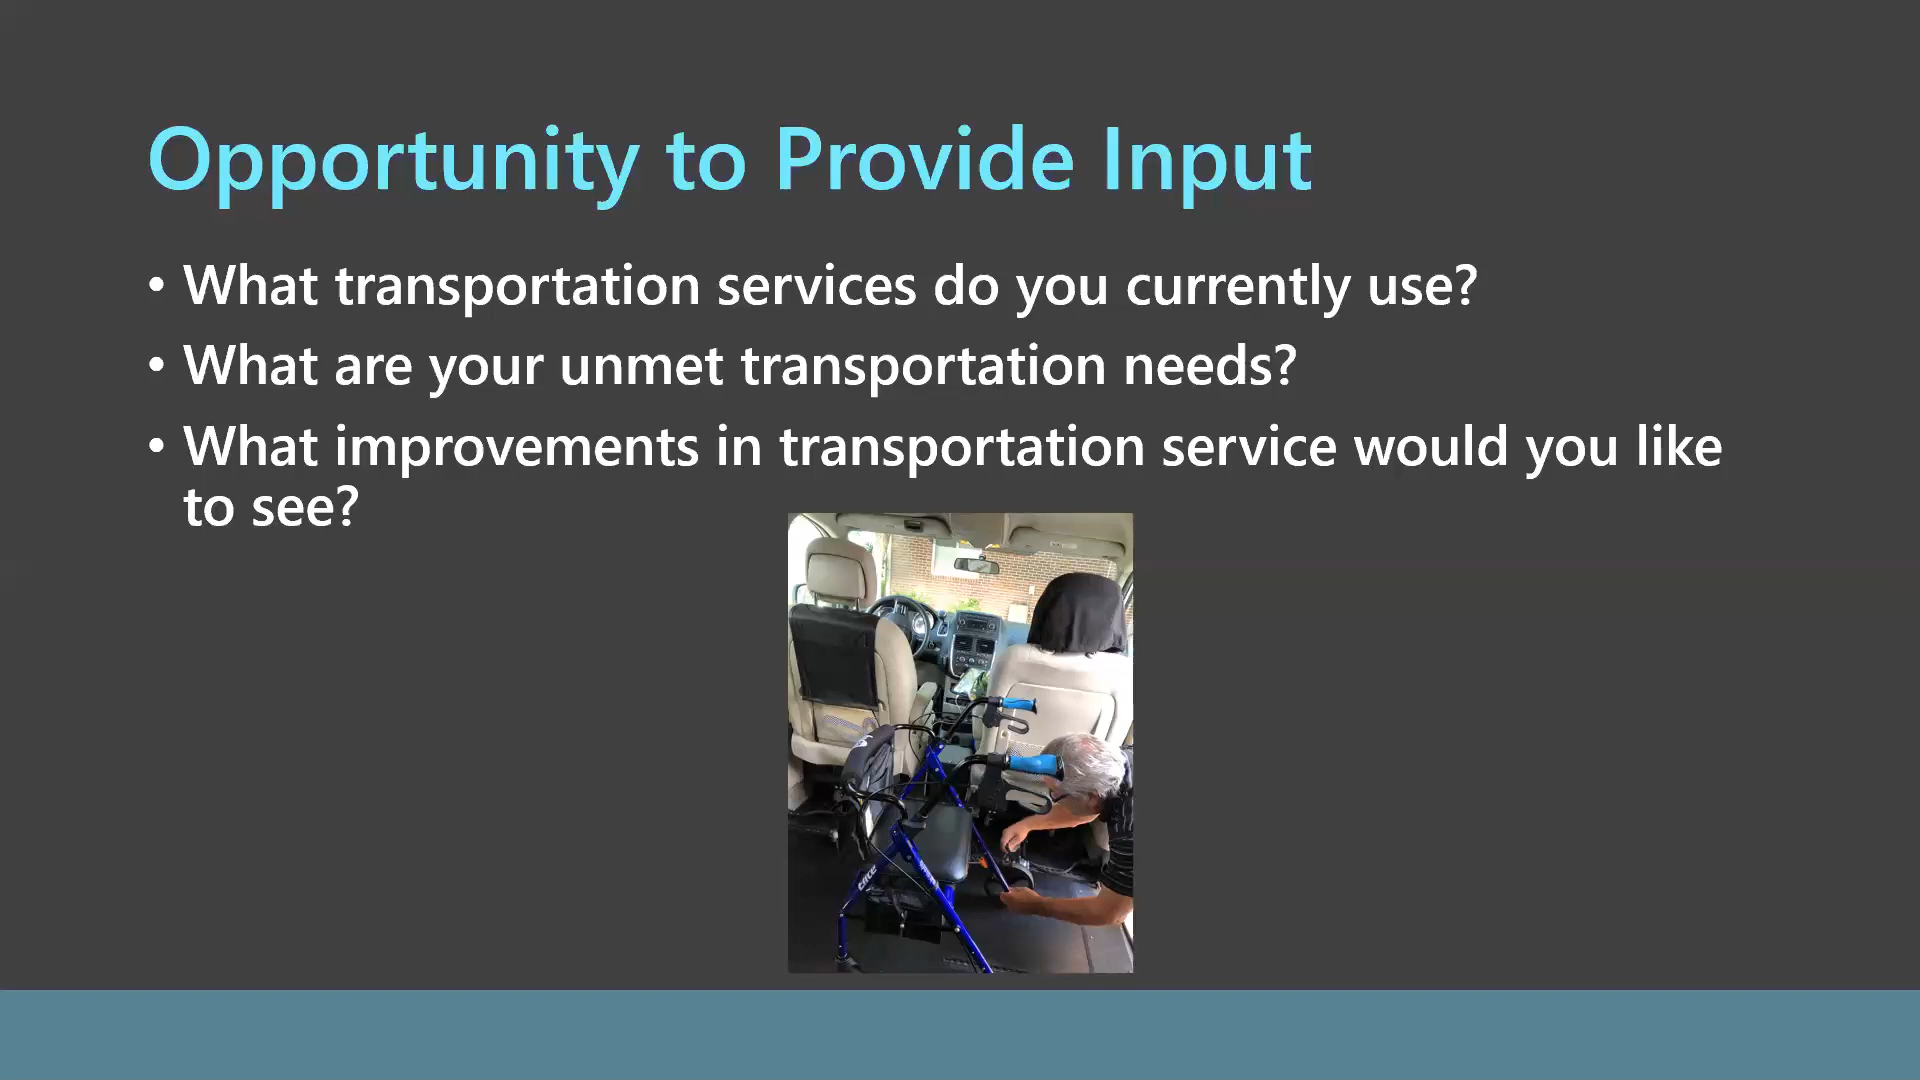 Opportunity to Provide Input
• What transportation services do you currently use?
• What are your unmet transportation needs?
• What improvements in transportation service would you like
to see?
elite